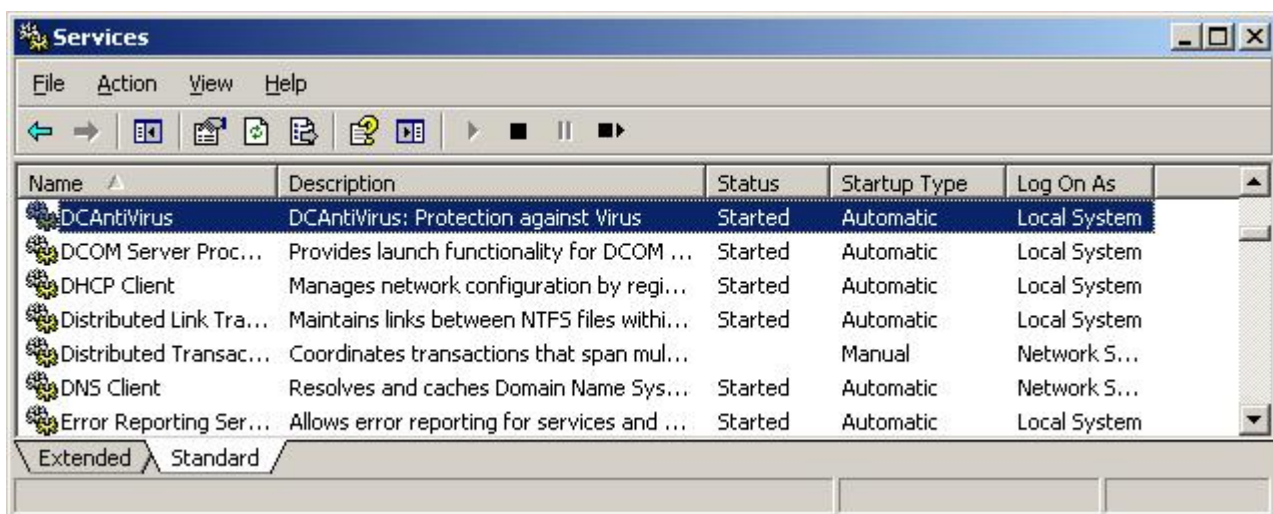 Services
File Action View Help
Name Description Status Startup Type Log On As
DCAntiVirus DCAntiVirus: Protection against Virus Started Automatic Local System
DCOM Server Proc... Provides launch functionality for DCOM ... Started Automatic Local System
DHCP Client Manages network configuration by regi... Started Automatic Local System
Distributed Link Tra... Maintains links between NTFS files withi... Started Automatic Local System
Distributed Transac... Coordinates transactions that span mul... Manual Network S...
DNS Client Resolves and caches Domain Name Sys... Started Automatic Network S...
Error Reporting Ser... Allows error reporting for services and ... Started Automatic Local System
Extended Standard